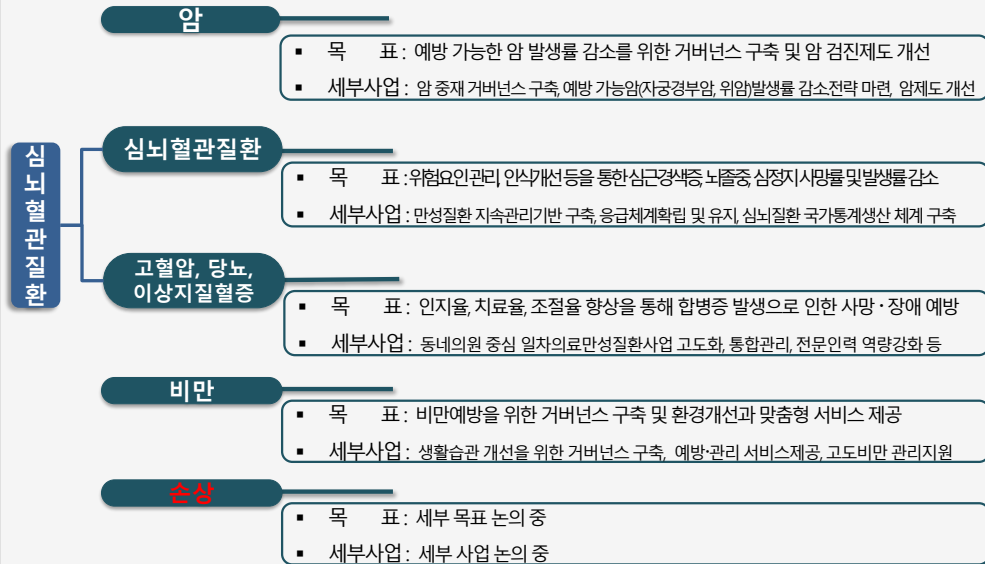 암
▪ 목 표 : 예방 가능한 암 발생률 감소를 위한 거버넌스 구축 및 암 검진제도 개선
▪ 세부사업 : 암 중재 거버넌스 구축, 예방 가능암(자궁경부암, 위암)발생률 감소전략 마련, 암제도 개선
심뇌혈관질환
심뇌혈관질환
▪ 목 표 : 위험요인 관리, 인식개선 등을 통한 심근경색증, 뇌졸중, 심정지 사망률 및 발생률 감소
▪ 세부사업 : 만성질환 지속관리기반 구축, 응급체계확립 및 유지, 심뇌질환 국가통계생산 체계 구축
고혈압, 당뇨,
이상지질혈증
▪ 목 표 : 인지율, 치료율, 조절율 향상을 통해 합병증 발생으로 인한 사망·장애 예방
▪ 세부사업 : 동네의원 중심 일차의료만성질환사업 고도화, 통합관리, 전문인력 역량강화 등
비만
▪ 목 표 : 비만예방을 위한 거버넌스 구축 및 환경개선과 맞춤형 서비스 제공
▪ 세부사업 : 생활습관 개선을 위한 거버넌스 구축, 예방·관리 서비스제공, 고도비만 관리지원
손상
▪ 목 표 : 세부 목표 논의 중
▪ 세부사업 : 세부 사업 논의 중